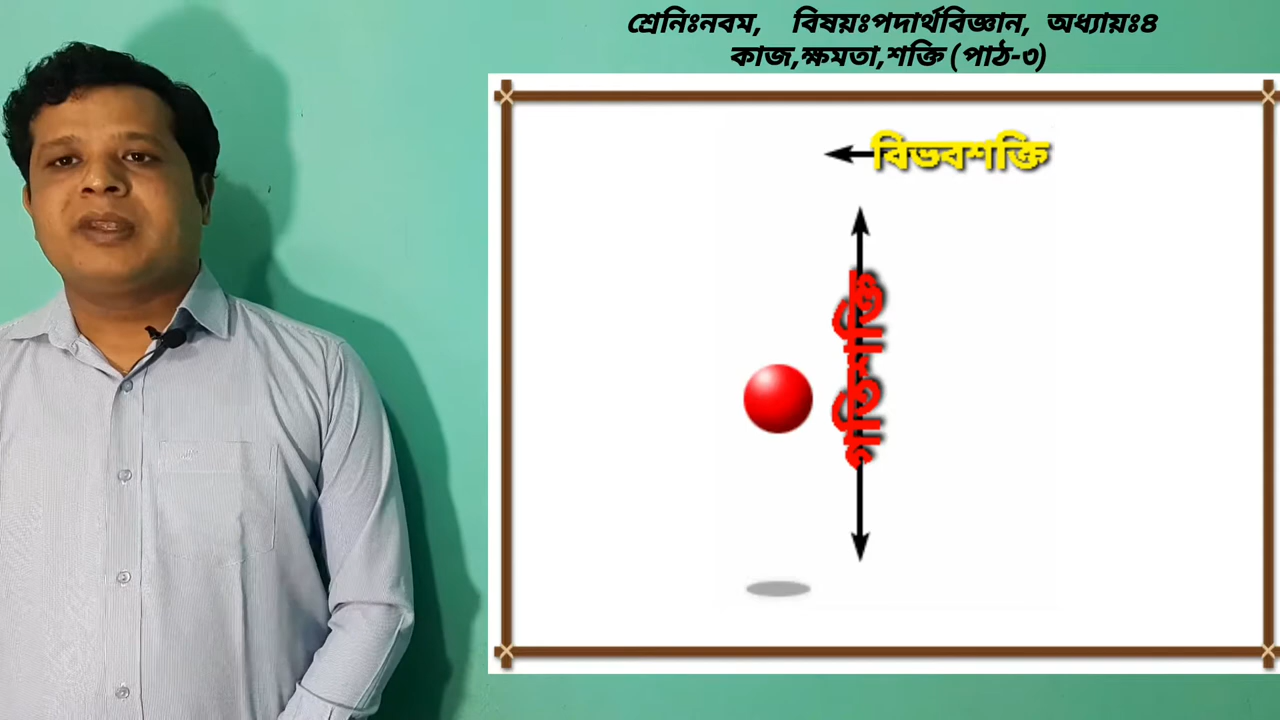 শ্রেনিঃনবম, বিষয়ঃপদার্থবিজ্ঞান, অধ্যায়ঃ৪
কাজ,ক্ষমতা,শক্তি (পাঠ-৩)
বিভবশক্তি
গতিশক্তি